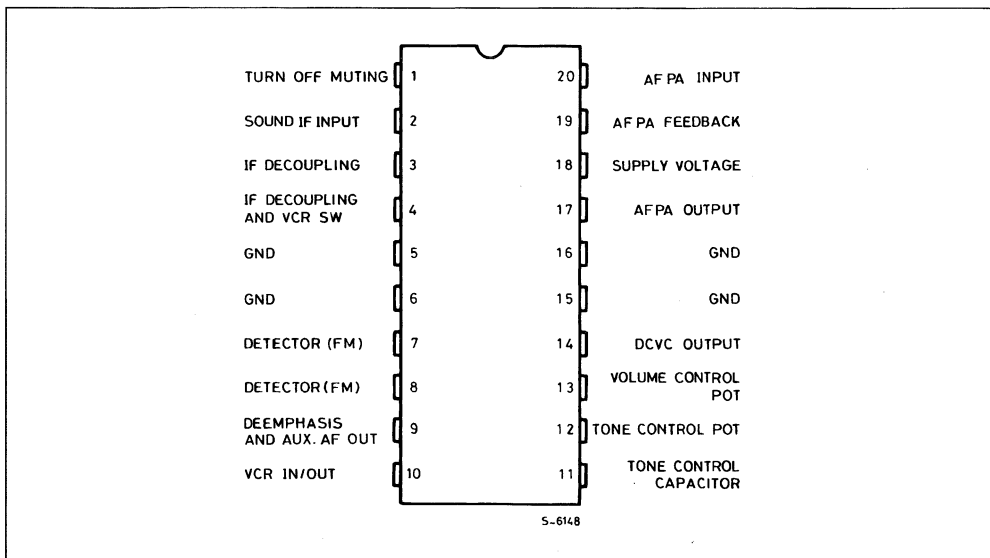 TURN OFF MUTING 1
SOUND IF INPUT 2
IF DECOUPLING 3
IF DECOUPLING
AND VCR SW 4
GND 5
GND 6
DETECTOR (FM) 7
DETECTOR (FM) 8
DEEMPHASIS
AND AUX. AF OUT 9
VCR IN/OUT 10
20 AF PA INPUT
19 AF PA FEEDBACK
18 SUPPLY VOLTAGE
17 AF PA OUTPUT
16 GND
15 GND
14 DCVC OUTPUT
13 VOLUME CONTROL
POT
12 TONE CONTROL POT
11 TONE CONTROL
CAPACITOR
S-6148